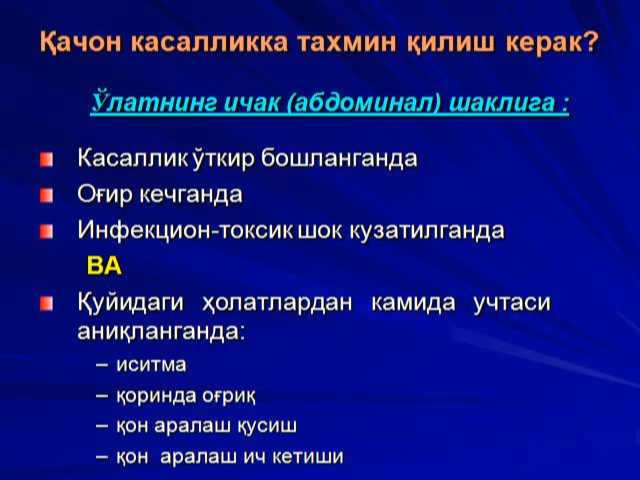 Қачон касалликка тахмин қилиш керак?
Ўлатнинг ичак (абдоминал) шаклига :
Касаллик ўткир бошланганда
Оғир кечганда
Инфекцион-токсик шок кузатилганда
ВА
Қуйидаги ҳолатлардан камида учтаси
аниқланганда:
– иситма
– қоринда оғриқ
– қон аралаш қусиш
– қон аралаш ич кетиши